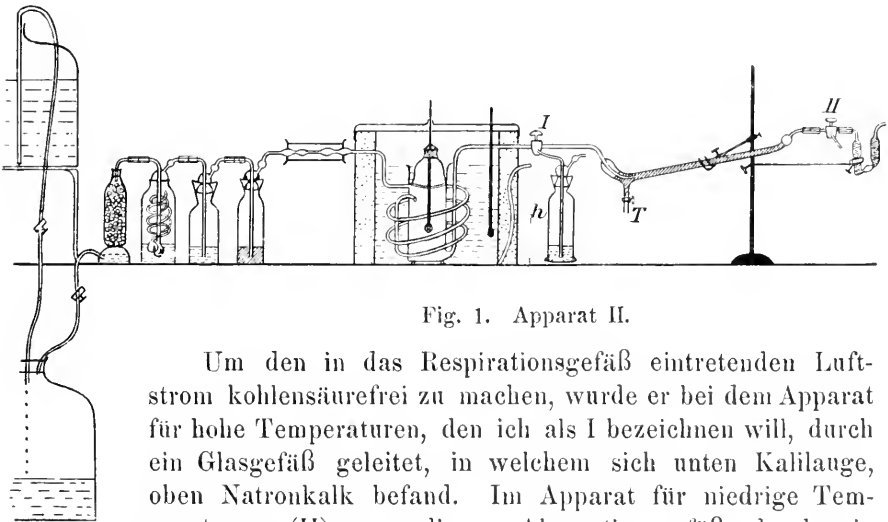 I
II
h
T
Fig. 1. Apparat II.
Um den in das Respirationsgefäß eintretenden Luft-
strom kohlensäurefrei zu machen, wurde er bei dem Apparat
für hohe Temperaturen, den ich als I bezeichnen will, durch
ein Glasgefäß geleitet, in welchem sich unten Kalilauge,
oben Natronkalk befand. Im Apparat für niedrige Tem-